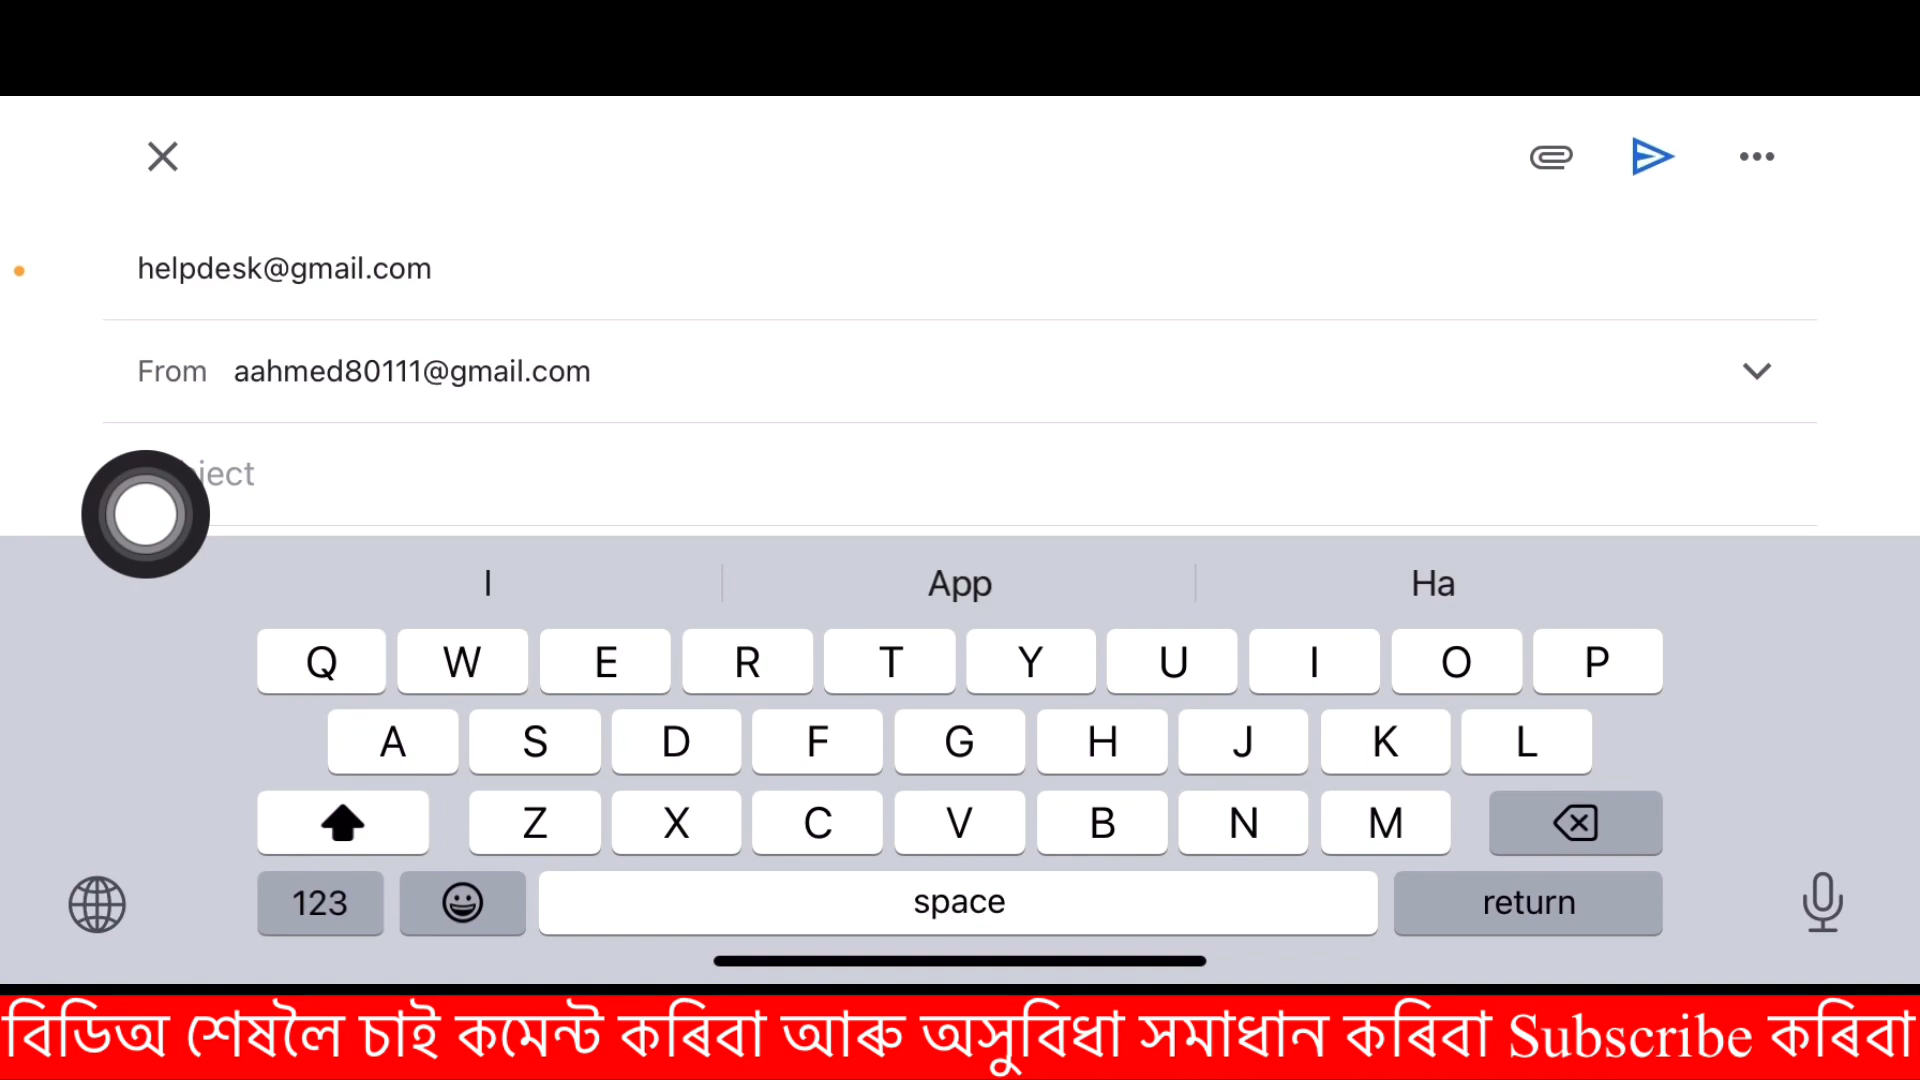 helpdesk@gmail.com
From aahmed80111@gmail.com
I App Ha
Q W E R T Y U I O P
A S D F G H J K L
Z X C V B N M
123 space return
বিডিঅ শেষলৈ চাই কমেন্ট কৰিবা আৰু অসুবিধা সমাধান কৰিবা Subscribe কৰিবা